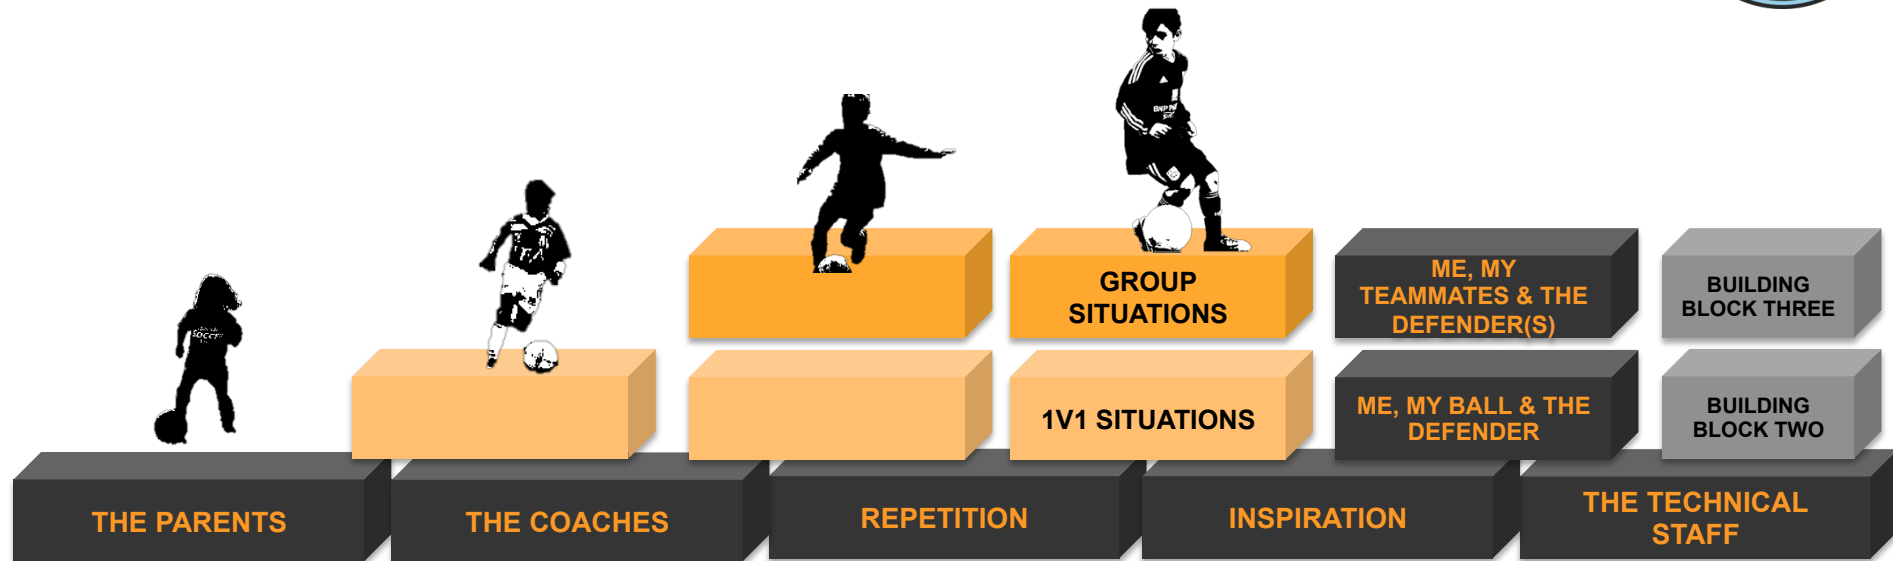 GROUP
SITUATIONS
ME, MY
TEAMMATES & THE
DEFENDER(S)
BUILDING
BLOCK THREE
1V1 SITUATIONS
ME, MY BALL & THE
DEFENDER
BUILDING
BLOCK TWO
THE PARENTS
THE COACHES
REPETITION
INSPIRATION
THE TECHNICAL
STAFF
SOCCER